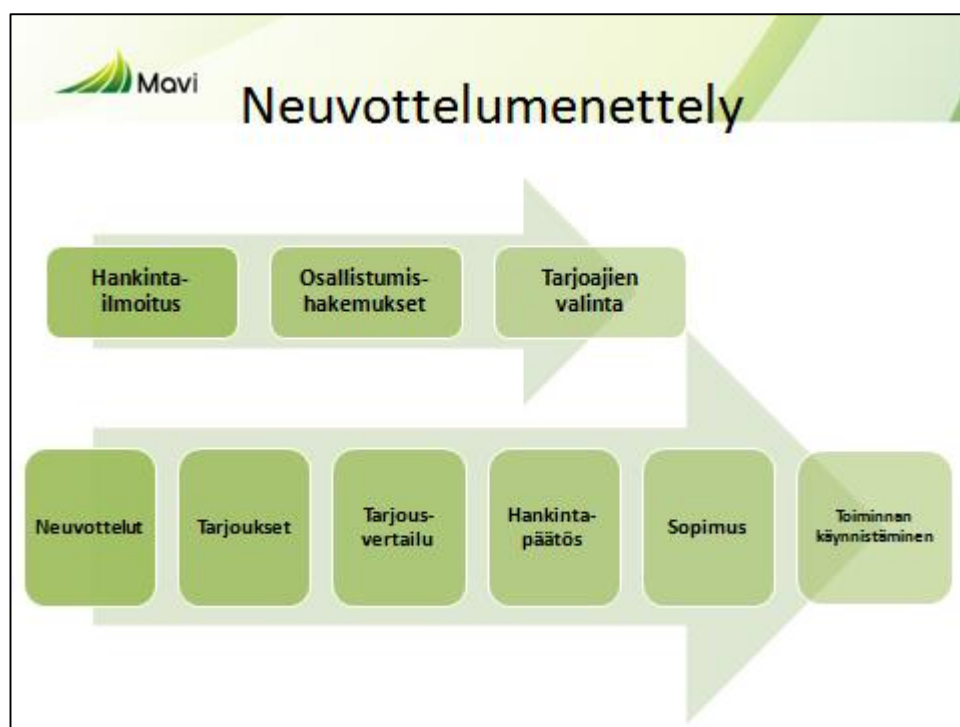 Mavi
Neuvottelumenettely
Hankinta-
ilmoitus
Osallistumis-
hakemukset
Tarjoajien
valinta
Neuvottelut
Tarjoukset
Tarjous-
vertailu
Hankinta-
päätös
Sopimus
Toiminnan
käynnistäminen